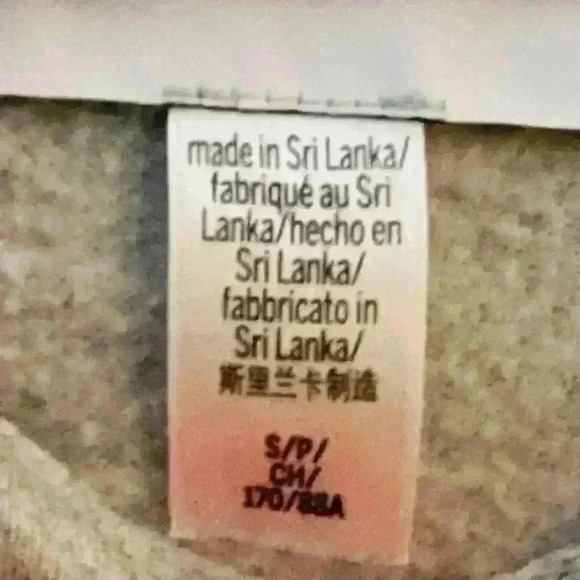 made in Sri Lanka/
fabriqué au Sri
Lanka/hecho en
Sri Lanka/
fabbricato in
Sri Lanka/
斯里兰卡制造
S/P/
CH/
170/88A